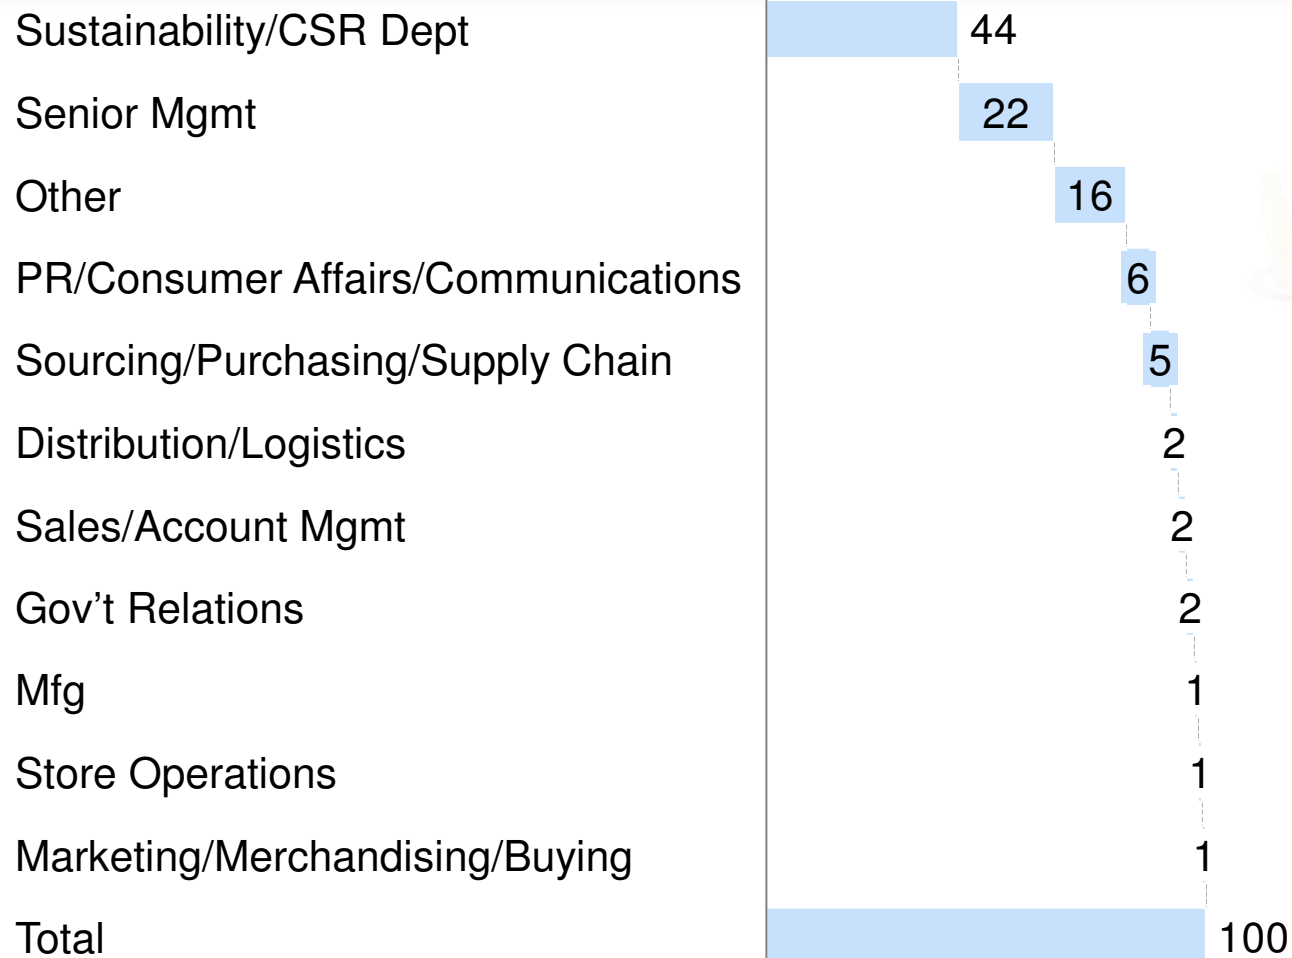 Sustainability/CSR Dept 44
Senior Mgmt 22
Other 16
PR/Consumer Affairs/Communications 6
Sourcing/Purchasing/Supply Chain 5
Distribution/Logistics 2
Sales/Account Mgmt 2
Gov’t Relations 2
Mfg 1
Store Operations 1
Marketing/Merchandising/Buying 1
Total 100